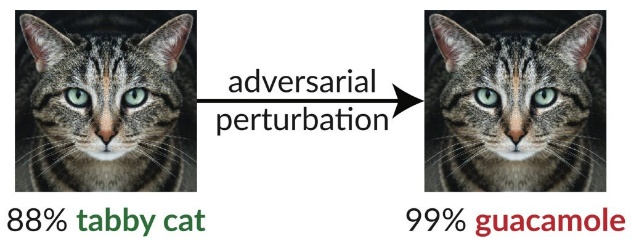 adversarial
perturbation
88% tabby cat
99% guacamole